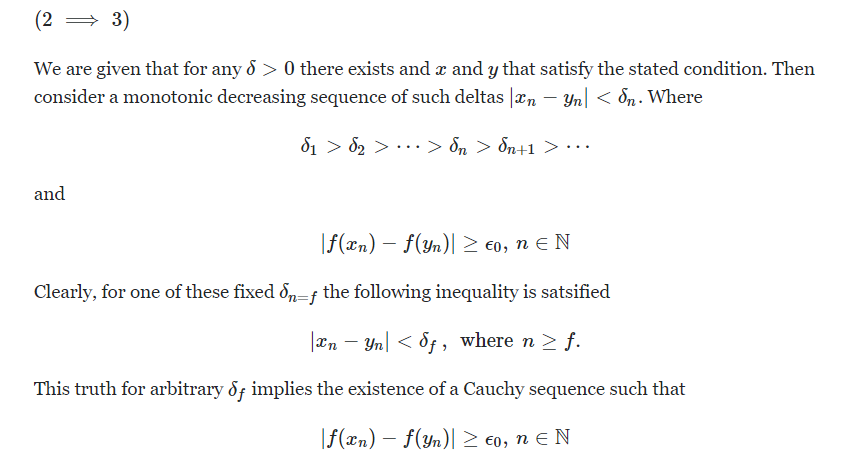 (2 ⟹ 3)
We are given that for any δ > 0 there exists and x and y that satisfy the stated condition. Then
consider a monotonic decreasing sequence of such deltas |xₙ − yₙ| < δₙ. Where
δ₁ > δ₂ > ⋯ > δₙ > δₙ₊₁ > ⋯
and
|f(xₙ) − f(yₙ)| ≥ ϵ₀, n ∈ ℕ
Clearly, for one of these fixed δ_{n=f} the following inequality is satsified
|xₙ − yₙ| < δ_f , where n ≥ f.
This truth for arbitrary δ_f implies the existence of a Cauchy sequence such that
|f(xₙ) − f(yₙ)| ≥ ϵ₀, n ∈ ℕ